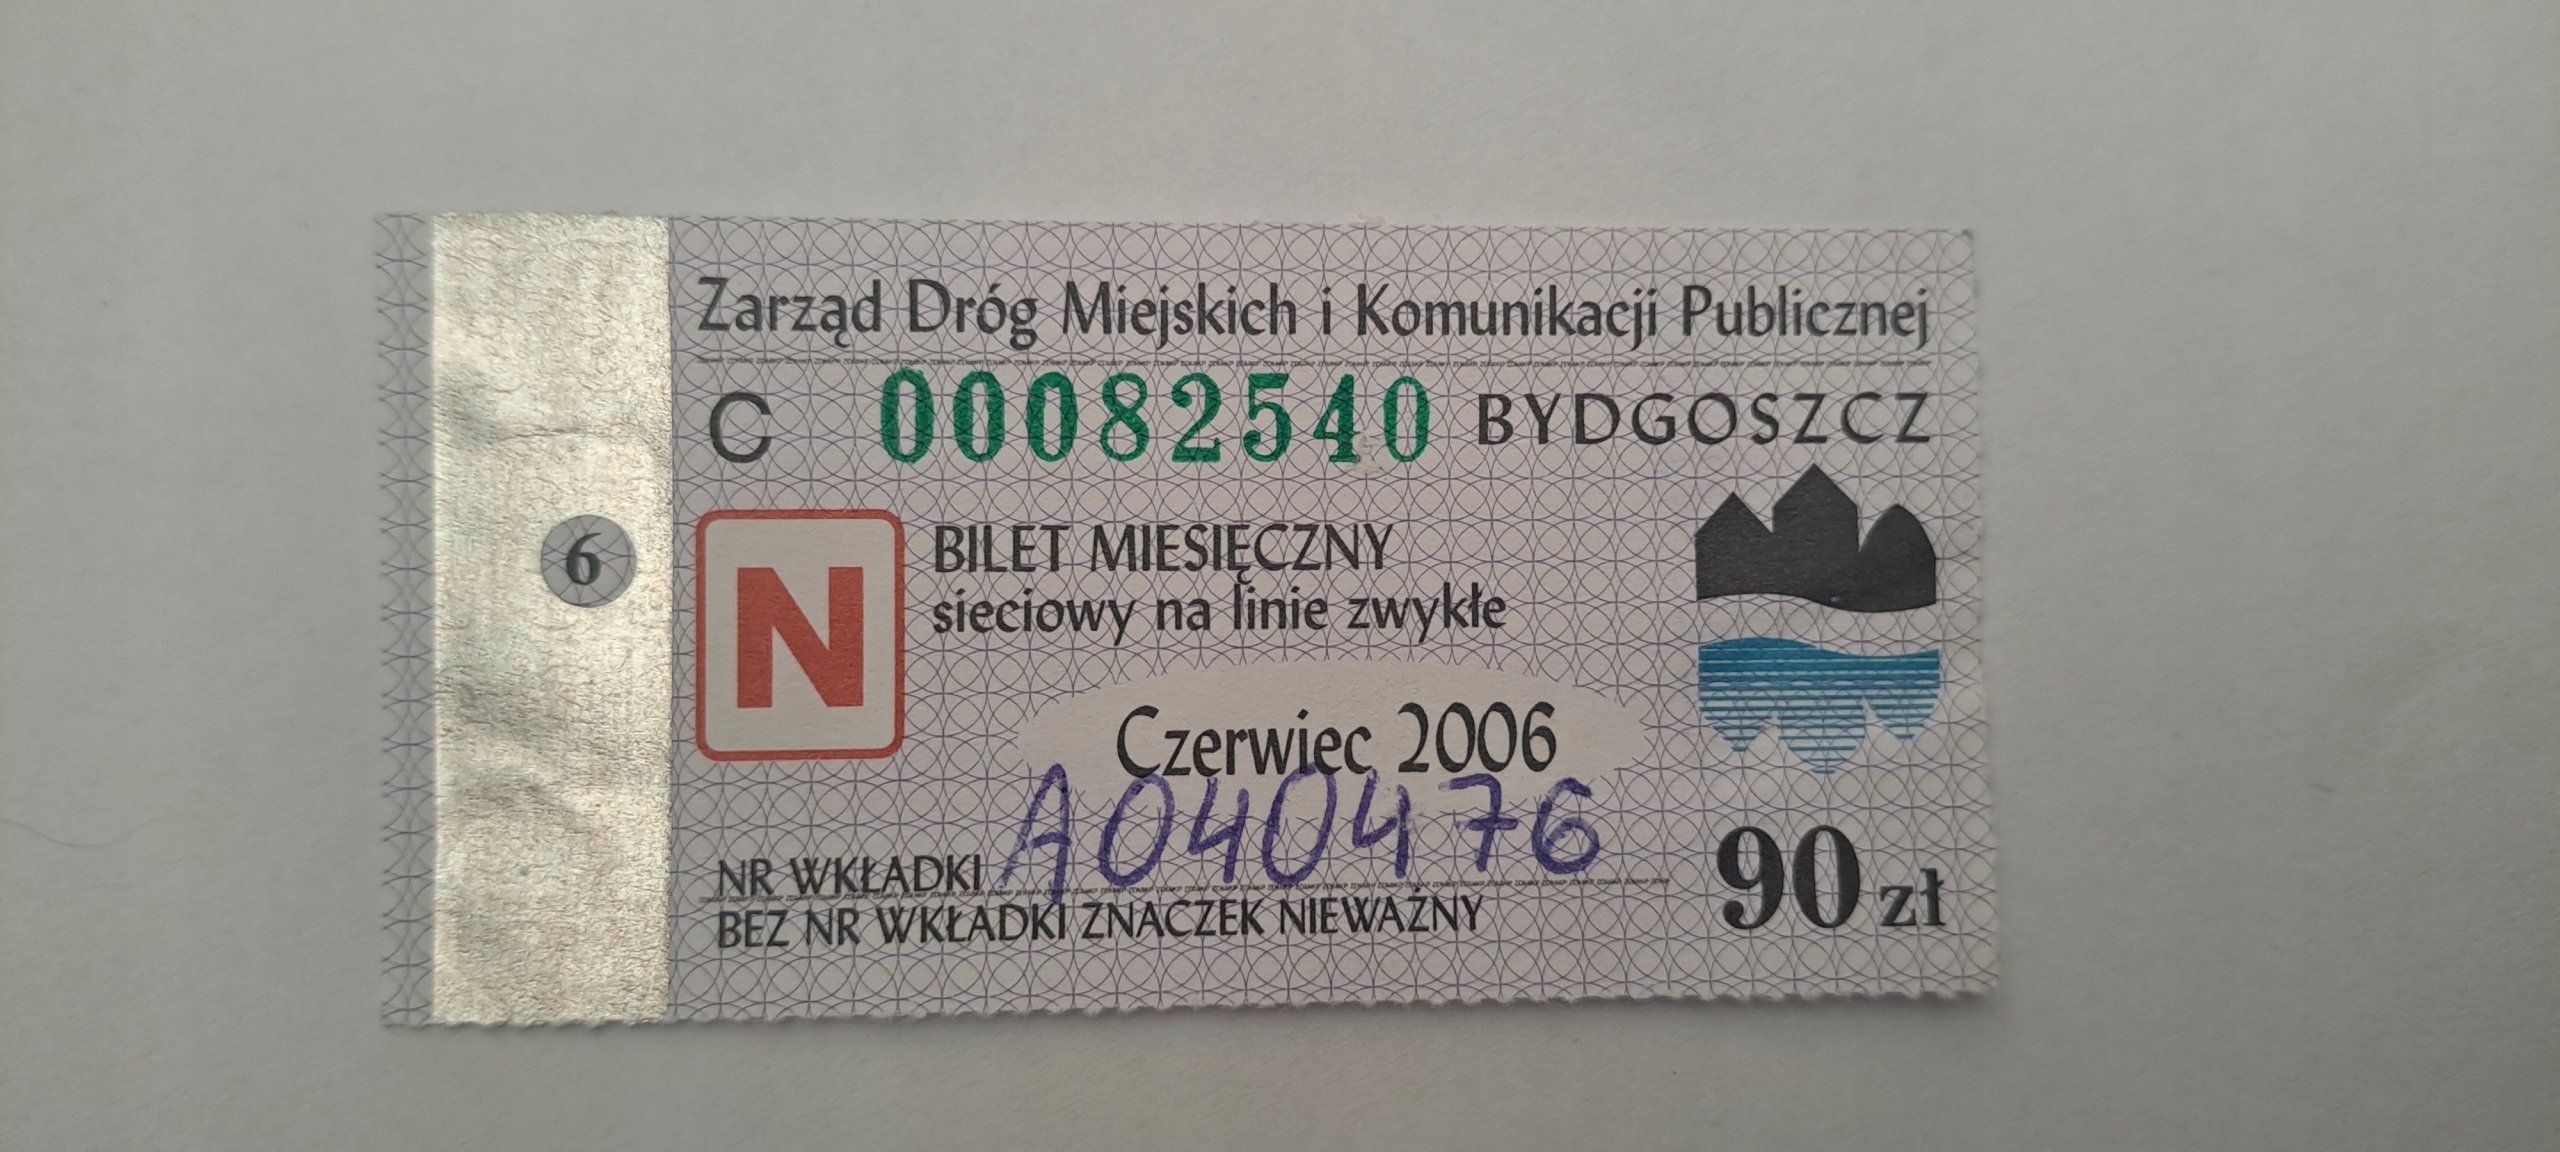 Zarząd Dróg Miejskich i Komunikacji Publicznej
C 00082540 BYDGOSZCZ
6
N
BILET MIESIĘCZNY
sieciowy na linie zwykłe
Czerwiec 2006
NR WKŁADKI A040476
BEZ NR WKŁADKI ZNACZEK NIEWAŻNY
90 zł